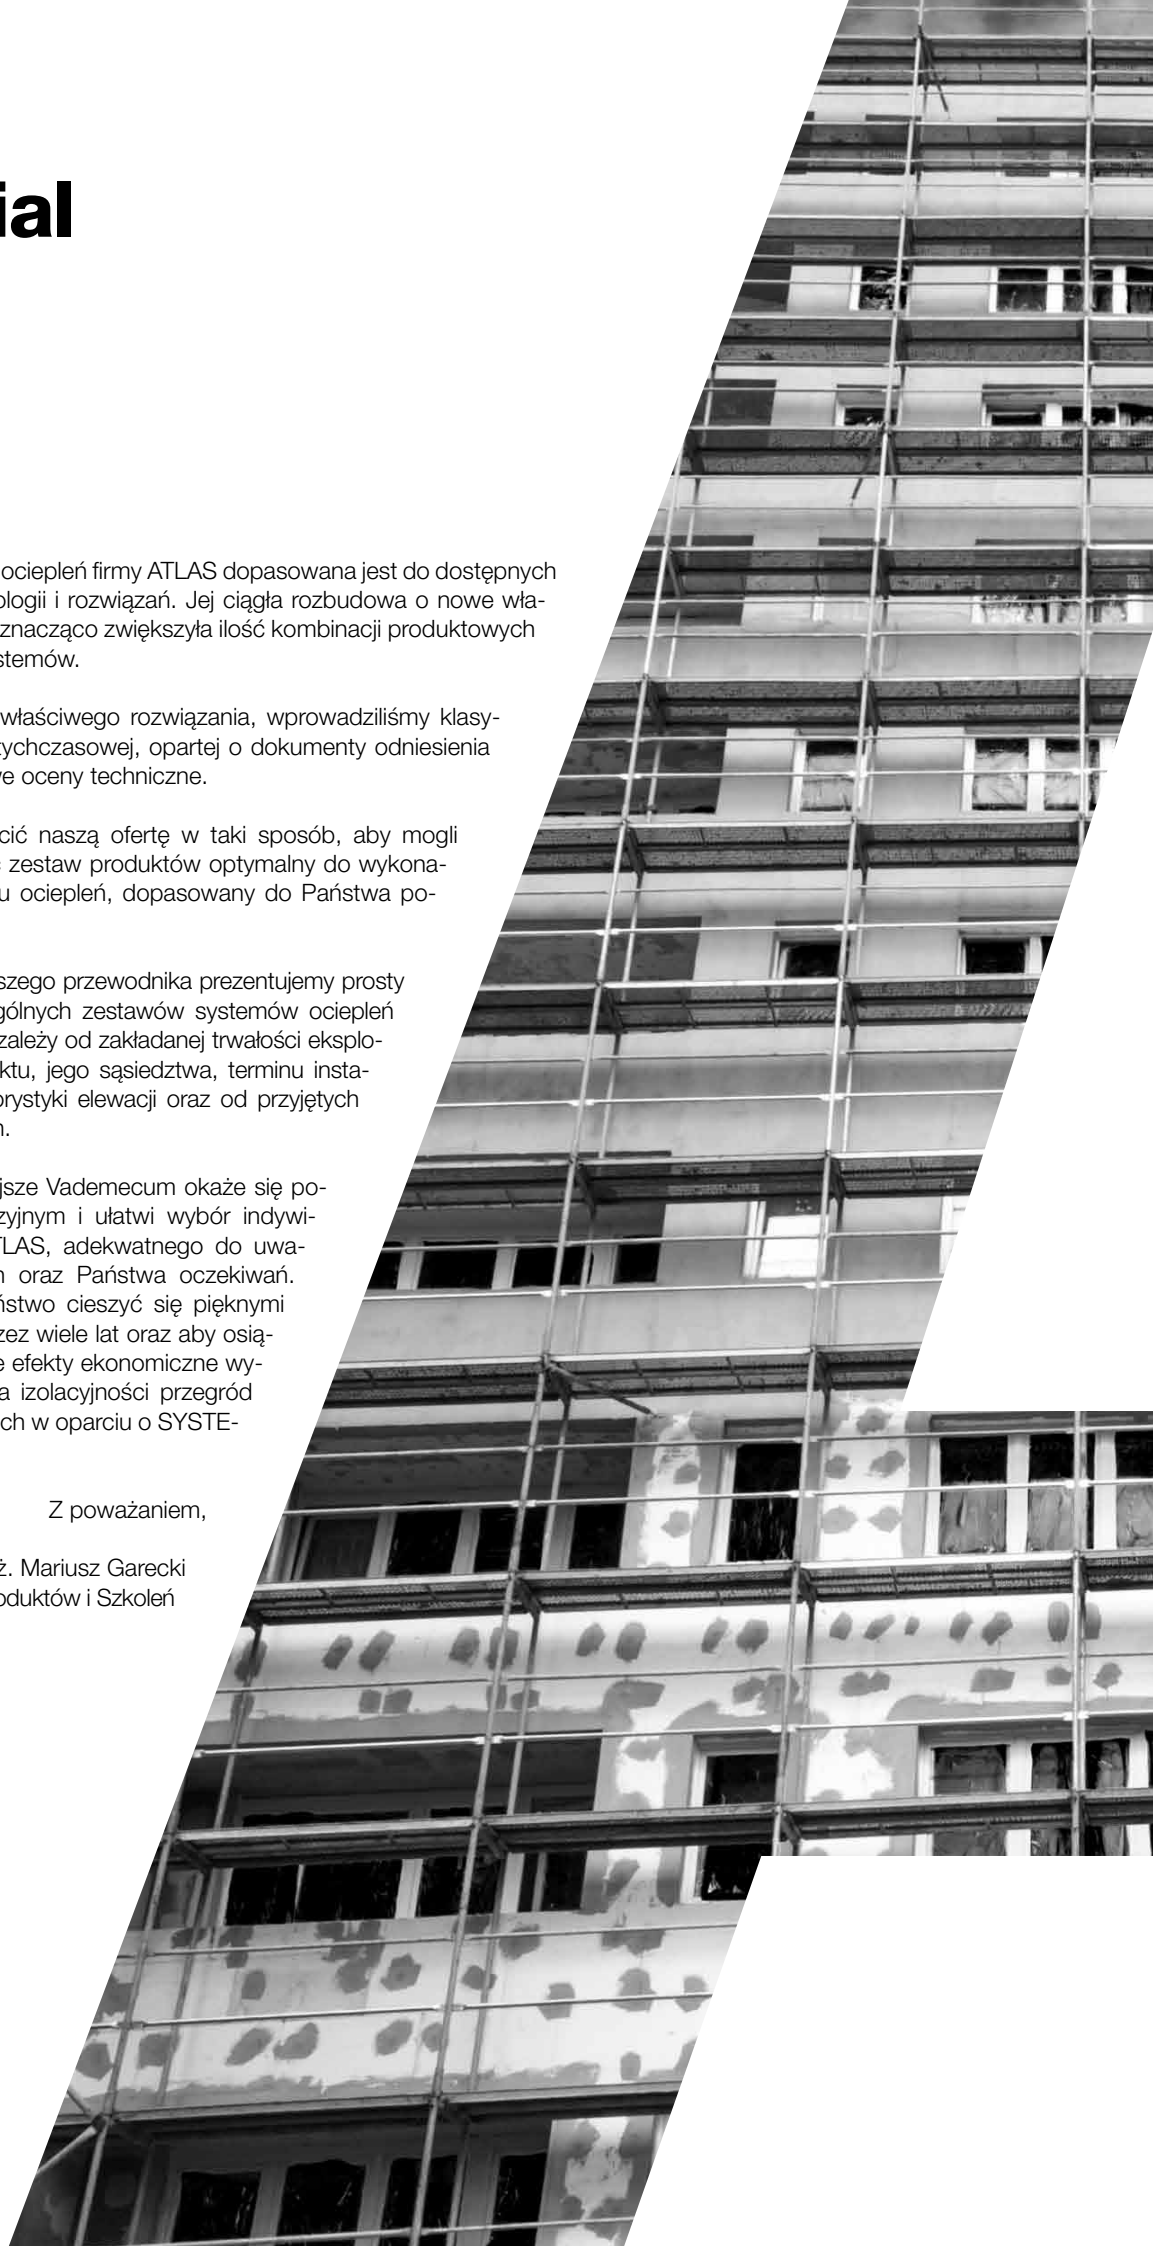 ial
ociepleń firmy ATLAS dopasowana jest do dostępnych
ologii i rozwiązań. Jej ciągła rozbudowa o nowe wła-
znacząco zwiększyła ilość kombinacji produktowych
stemów.
właściwego rozwiązania, wprowadziliśmy klasy-
tychczasowej, opartej o dokumenty odniesienia
we oceny techniczne.
cić naszą ofertę w taki sposób, aby mogli
zestaw produktów optymalny do wykona-
u ociepleń, dopasowany do Państwa po-
szego przewodnika prezentujemy prosty
gólnych zestawów systemów ociepleń
zależy od zakładanej trwałości eksplo-
ktu, jego sąsiedztwa, terminu insta-
orystyki elewacji oraz od przyjętych
h.
jsze Vademecum okaże się po-
zyjnym i ułatwi wybór indywi-
TLAS, adekwatnego do uwa-
h oraz Państwa oczekiwań.
ństwo cieszyć się pięknymi
zez wiele lat oraz aby osią-
e efekty ekonomiczne wy-
a izolacyjności przegród
ch w oparciu o SYSTE-
Z poważaniem,
ż. Mariusz Garecki
oduktów i Szkoleń